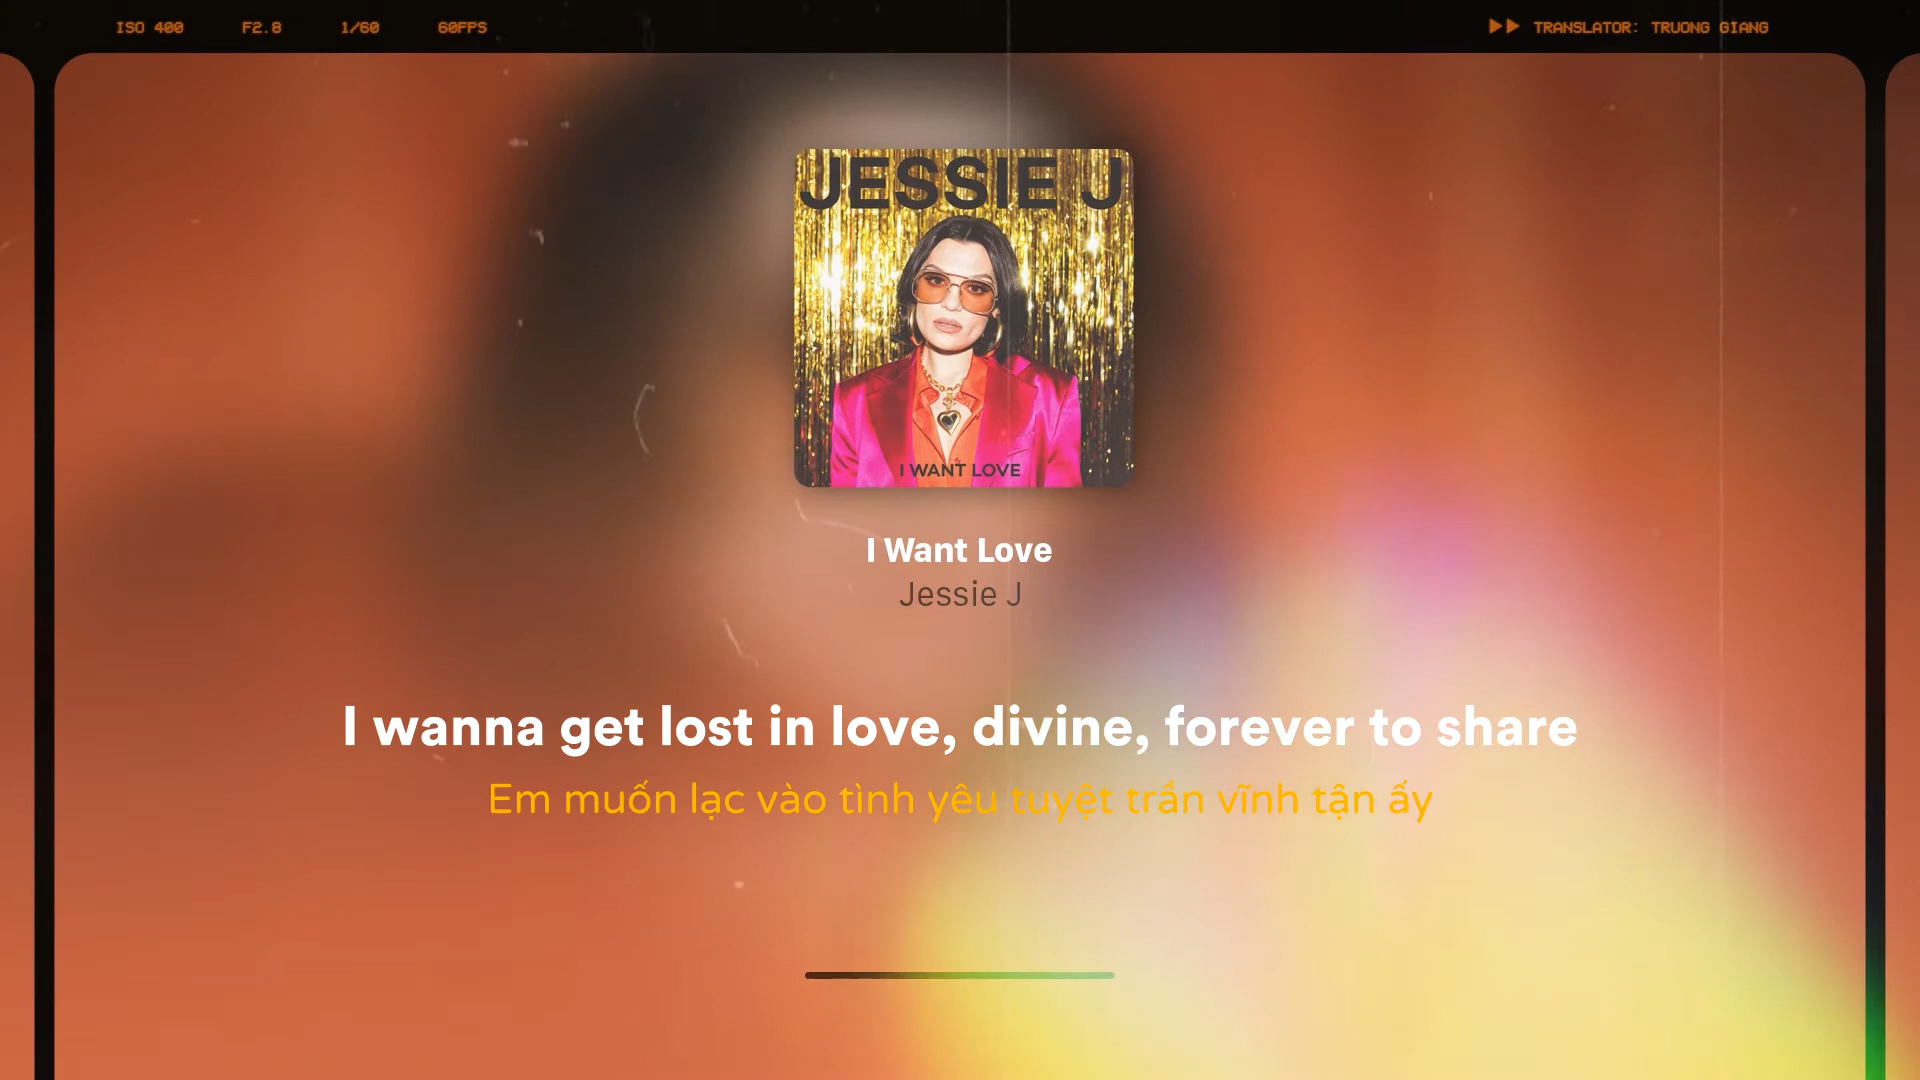 ISO 400 F2.8 1/60 60FPS
TRANSLATOR: TRUONG GIANG
JESSIE J
I WANT LOVE
I Want Love
Jessie J
I wanna get lost in love, divine, forever to share
Em muốn lạc vào tình yêu tuyệt trần vĩnh tận ấy